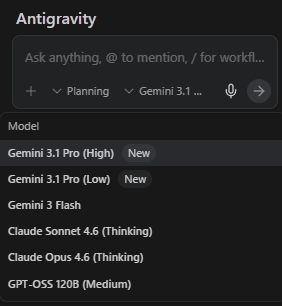 Antigravity
Ask anything, @ to mention, / for workfl...
Planning Gemini 3.1 ...
Model
Gemini 3.1 Pro (High) New
Gemini 3.1 Pro (Low) New
Gemini 3 Flash
Claude Sonnet 4.6 (Thinking)
Claude Opus 4.6 (Thinking)
GPT-OSS 120B (Medium)